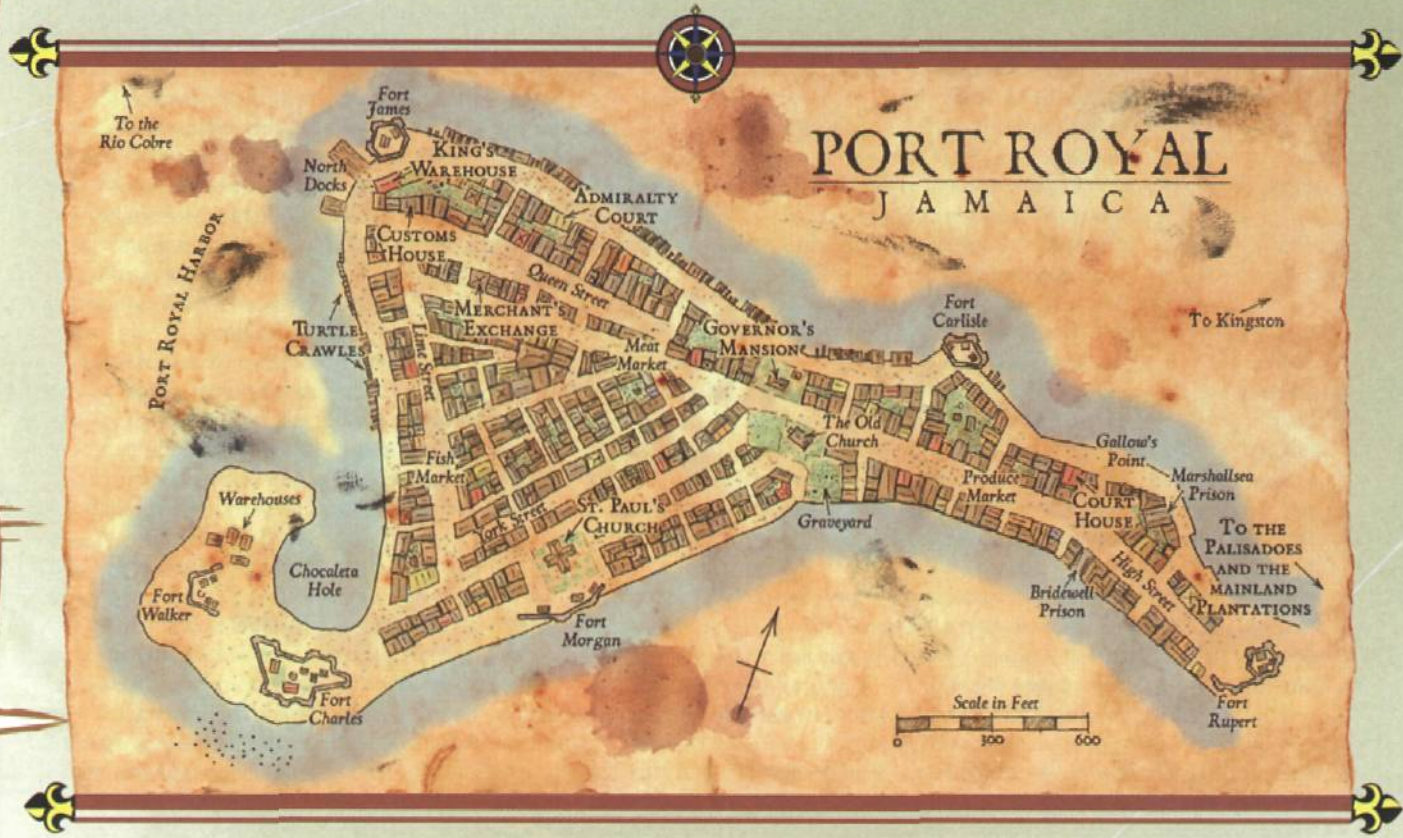 PORT ROYAL
JAMAICA
To the
Rio Cobre
Fort
James
North
Docks
KING'S
WAREHOUSE
ADMIRALTY
COURT
CUSTOMS
HOUSE
PORT ROYAL HARBOR
Queen Street
TURTLE
CRAWLES
Lime Street
MERCHANT'S
EXCHANGE
Meat
Market
GOVERNOR'S
MANSION
Fort
Carlisle
To Kingston
The Old
Church
Fish
Market
York Street
ST. PAUL'S
CHURCH
Graveyard
Produce
Market
Gallow's
Point
COURT
HOUSE
Marshallsea
Prison
TO THE
PALISADOES
AND THE
MAINLAND
PLANTATIONS
Warehouses
Chocaleta
Hole
Fort
Walker
Fort
Charles
Fort
Morgan
Bridewell
Prison
High Street
Fort
Rupert
Scale in Feet
0 300 600